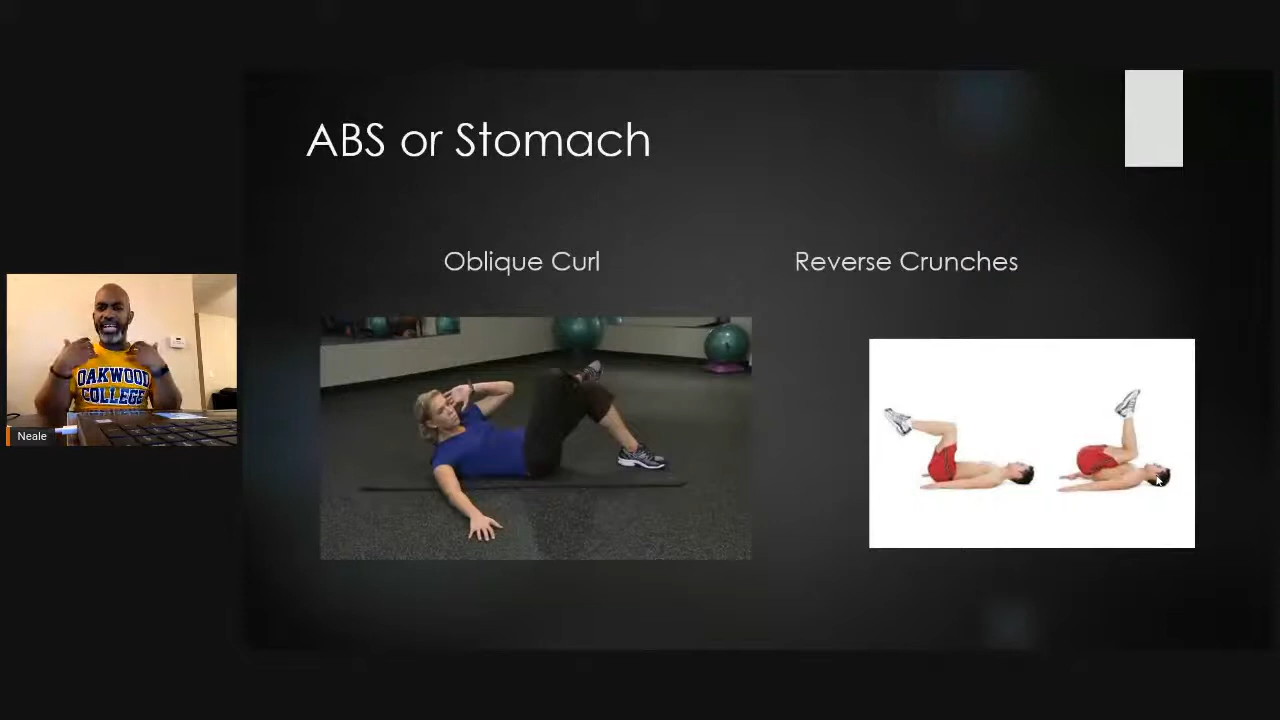 ABS or Stomach
Oblique Curl
Reverse Crunches
OAKWOOD
COLLEGE
Neale